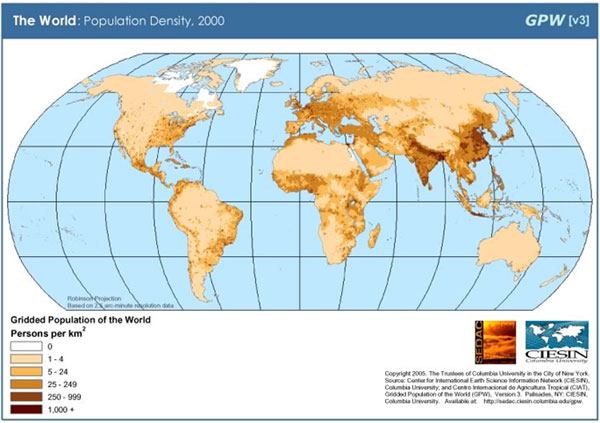 The World: Population Density, 2000
GPW [v3]
Robinson Projection
Based on 2.5 arc-minute resolution data
Gridded Population of the World
Persons per km2
0
1 - 4
5 - 24
25 - 249
250 - 999
1,000 +
SEDAC
CIESIN
Columbia University
Copyright 2005. The Trustees of Columbia University in the City of New York.
Source: Center for International Earth Science Information Network (CIESIN),
Columbia University; and Centro Internacional de Agricultura Tropical (CIAT),
Gridded Population of the World (GPW), Version 3. Palisades, NY: CIESIN,
Columbia University. Available at: http://sedac.ciesin.columbia.edu/gpw.